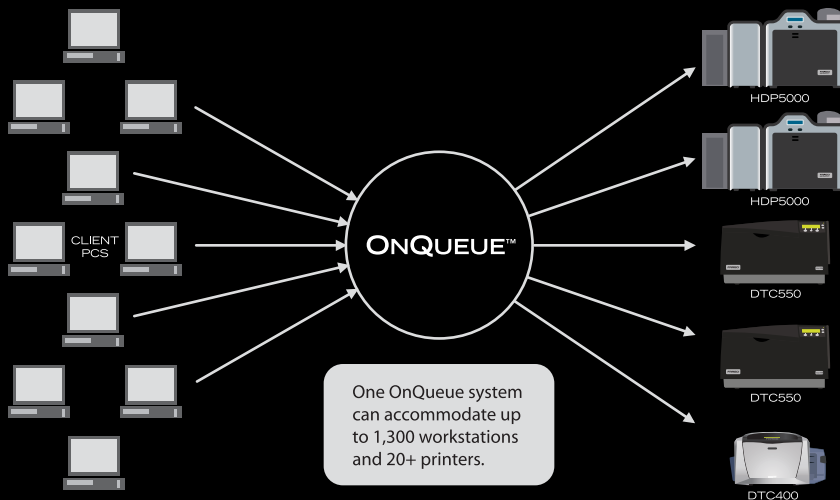 HDP5000
HDP5000
CLIENT
PCS
ONQUEUE™
DTC550
DTC550
One OnQueue system
can accommodate up
to 1,300 workstations
and 20+ printers.
DTC400